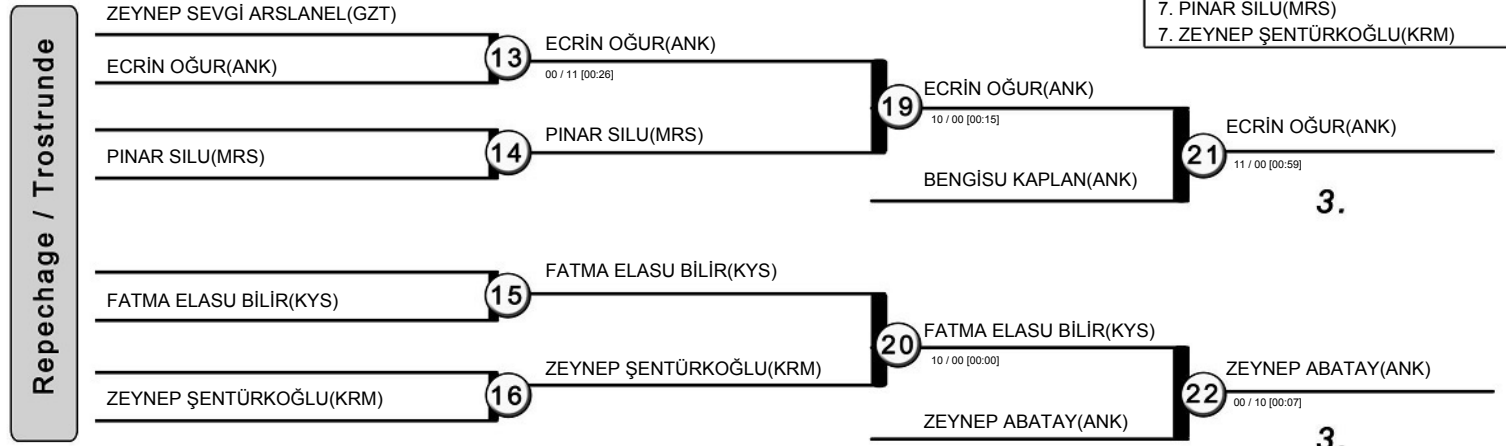 7. PINAR SILU(MRS)
7. ZEYNEP ŞENTÜRKOĞLU(KRM)
Repechage / Trostrunde
ZEYNEP SEVGİ ARSLANEL(GZT)
ECRİN OĞUR(ANK)
13
ECRİN OĞUR(ANK)
00 / 11 [00:26]
PINAR SILU(MRS)
14
PINAR SILU(MRS)
19
ECRİN OĞUR(ANK)
10 / 00 [00:15]
BENGİSU KAPLAN(ANK)
21
ECRİN OĞUR(ANK)
11 / 00 [00:59]
3.
FATMA ELASU BİLİR(KYS)
15
FATMA ELASU BİLİR(KYS)
ZEYNEP ŞENTÜRKOĞLU(KRM)
16
ZEYNEP ŞENTÜRKOĞLU(KRM)
20
FATMA ELASU BİLİR(KYS)
10 / 00 [00:00]
ZEYNEP ABATAY(ANK)
22
ZEYNEP ABATAY(ANK)
00 / 10 [00:07]
3.